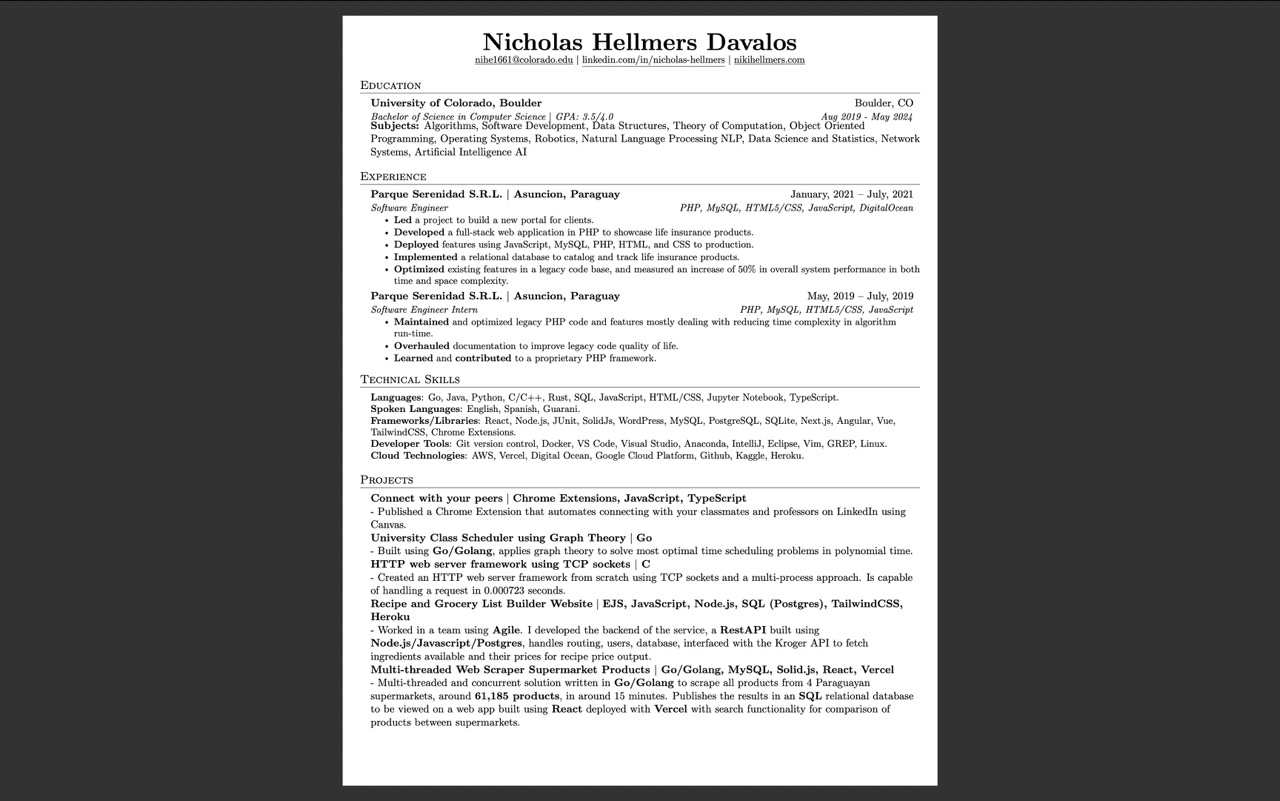 Nicholas Hellmers Davalos
nihe1661@colorado.edu | linkedin.com/in/nicholas-hellmers | nikihellmers.com
Education
University of Colorado, Boulder Boulder, CO
Bachelor of Science in Computer Science | GPA: 3.5/4.0 Aug 2019 - May 2024
Subjects: Algorithms, Software Development, Data Structures, Theory of Computation, Object Oriented
Programming, Operating Systems, Robotics, Natural Language Processing NLP, Data Science and Statistics, Network
Systems, Artificial Intelligence AI
Experience
Parque Serenidad S.R.L. | Asuncion, Paraguay January, 2021 – July, 2021
Software Engineer PHP, MySQL, HTML5/CSS, JavaScript, DigitalOcean
• Led a project to build a new portal for clients.
• Developed a full-stack web application in PHP to showcase life insurance products.
• Deployed features using JavaScript, MySQL, PHP, HTML, and CSS to production.
• Implemented a relational database to catalog and track life insurance products.
• Optimized existing features in a legacy code base, and measured an increase of 50% in overall system performance in both
time and space complexity.
Parque Serenidad S.R.L. | Asuncion, Paraguay May, 2019 – July, 2019
Software Engineer Intern PHP, MySQL, HTML5/CSS, JavaScript
• Maintained and optimized legacy PHP code and features mostly dealing with reducing time complexity in algorithm
run-time.
• Overhauled documentation to improve legacy code quality of life.
• Learned and contributed to a proprietary PHP framework.
Technical Skills
Languages: Go, Java, Python, C/C++, Rust, SQL, JavaScript, HTML/CSS, Jupyter Notebook, TypeScript.
Spoken Languages: English, Spanish, Guarani.
Frameworks/Libraries: React, Node.js, JUnit, SolidJs, WordPress, MySQL, PostgreSQL, SQLite, Next.js, Angular, Vue,
TailwindCSS, Chrome Extensions.
Developer Tools: Git version control, Docker, VS Code, Visual Studio, Anaconda, IntelliJ, Eclipse, Vim, GREP, Linux.
Cloud Technologies: AWS, Vercel, Digital Ocean, Google Cloud Platform, Github, Kaggle, Heroku.
Projects
Connect with your peers | Chrome Extensions, JavaScript, TypeScript
- Published a Chrome Extension that automates connecting with your classmates and professors on LinkedIn using
Canvas.
University Class Scheduler using Graph Theory | Go
- Built using Go/Golang, applies graph theory to solve most optimal time scheduling problems in polynomial time.
HTTP web server framework using TCP sockets | C
- Created an HTTP web server framework from scratch using TCP sockets and a multi-process approach. Is capable
of handling a request in 0.000723 seconds.
Recipe and Grocery List Builder Website | EJS, JavaScript, Node.js, SQL (Postgres), TailwindCSS,
Heroku
- Worked in a team using Agile. I developed the backend of the service, a RestAPI built using
Node.js/Javascript/Postgres, handles routing, users, database, interfaced with the Kroger API to fetch
ingredients available and their prices for recipe price output.
Multi-threaded Web Scraper Supermarket Products | Go/Golang, MySQL, Solid.js, React, Vercel
- Multi-threaded and concurrent solution written in Go/Golang to scrape all products from 4 Paraguayan
supermarkets, around 61,185 products, in around 15 minutes. Publishes the results in an SQL relational database
to be viewed on a web app built using React deployed with Vercel with search functionality for comparison of
products between supermarkets.